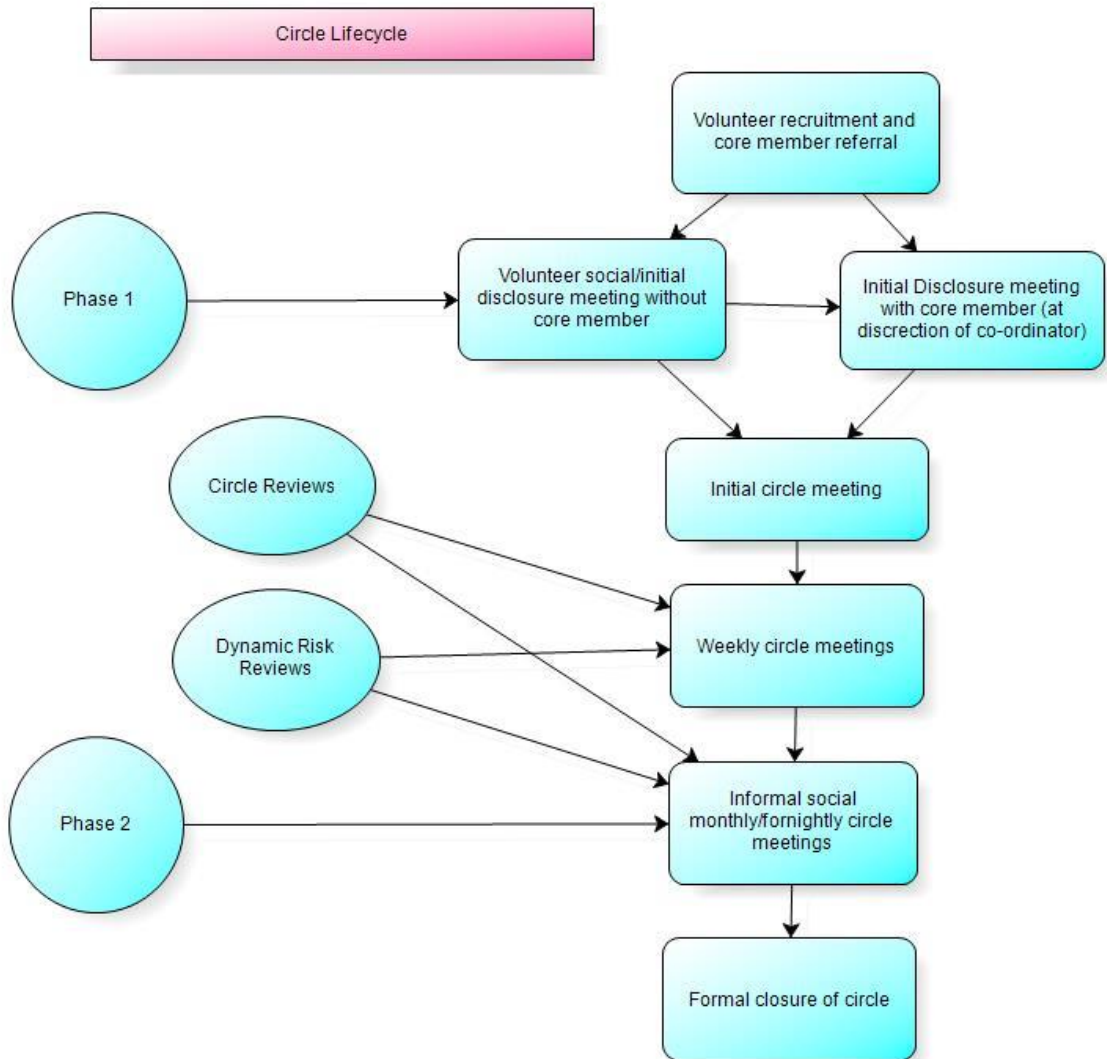 Circle Lifecycle
Volunteer recruitment and
core member referral
Phase 1
Volunteer social/initial
disclosure meeting without
core member
Initial Disclosure meeting
with core member (at
discretion of co-ordinator)
Circle Reviews
Initial circle meeting
Dynamic Risk
Reviews
Weekly circle meetings
Phase 2
Informal social
monthly/fornightly circle
meetings
Formal closure of circle